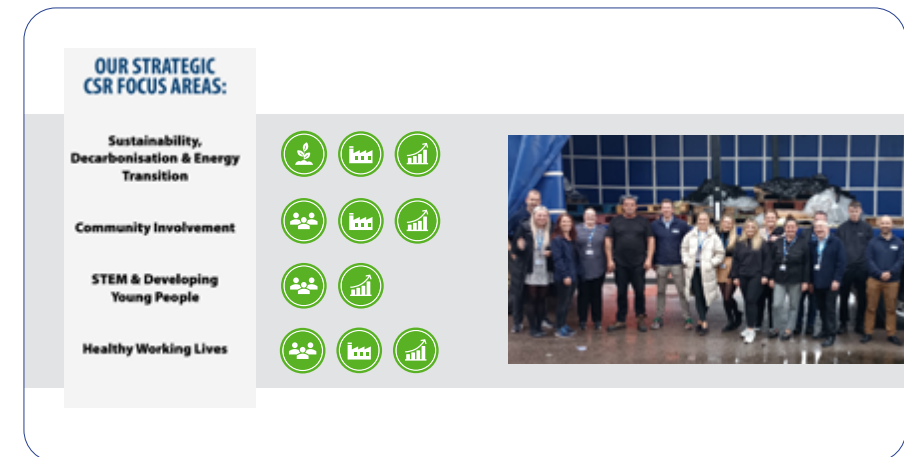 OUR STRATEGIC
CSR FOCUS AREAS:
Sustainability,
Decarbonisation & Energy
Transition
Community Involvement
STEM & Developing
Young People
Healthy Working Lives